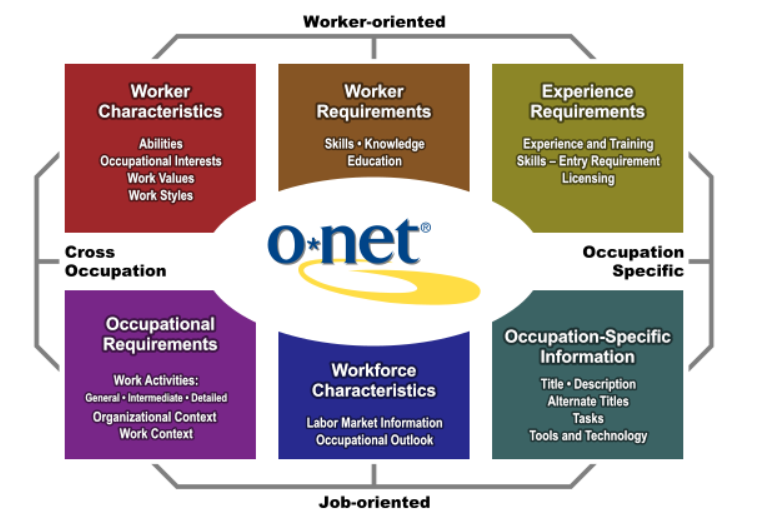 Worker-oriented
Worker
Characteristics
Abilities
Occupational Interests
Work Values
Work Styles
Worker
Requirements
Skills • Knowledge
Education
Experience
Requirements
Experience and Training
Skills – Entry Requirement
Licensing
Cross
Occupation
o*net®
Occupation
Specific
Occupational
Requirements
Work Activities:
General • Intermediate • Detailed
Organizational Context
Work Context
Workforce
Characteristics
Labor Market Information
Occupational Outlook
Occupation-Specific
Information
Title • Description
Alternate Titles
Tasks
Tools and Technology
Job-oriented